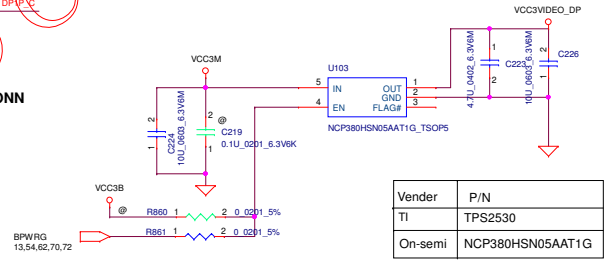 DP1P_C
VCC3VIDEO_DP
VCC3M
U103
ONN
5 IN OUT 1
GND 2
4 EN FLAG# 3
NCP380HSN05AAT1G_TSOP5
1 C223 2
4.7U_0402_6.3V6M
2 C226 1
10U_0603_6.3V6M
2 C224 1
10U_0603_6.3V6M
2 @
C219
1 0.1U_0201_6.3V6K
VCC3B
@ R860 1 2 0_0201_5%
BPWRG R861 1 2 0_0201_5%
13,54,62,70,72
Vender P/N
TI TPS2530
On-semi NCP380HSN05AAT1G